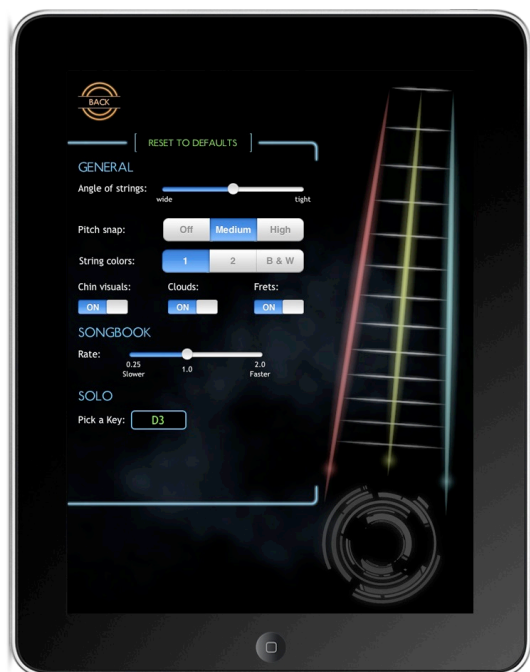 BACK
RESET TO DEFAULTS
GENERAL
Angle of strings:
wide tight
Pitch snap: Off Medium High
String colors: 1 2 B & W
Chin visuals: Clouds: Frets:
ON ON ON
SONGBOOK
Rate:
0.25 1.0 2.0
Slower Faster
SOLO
Pick a Key: D3